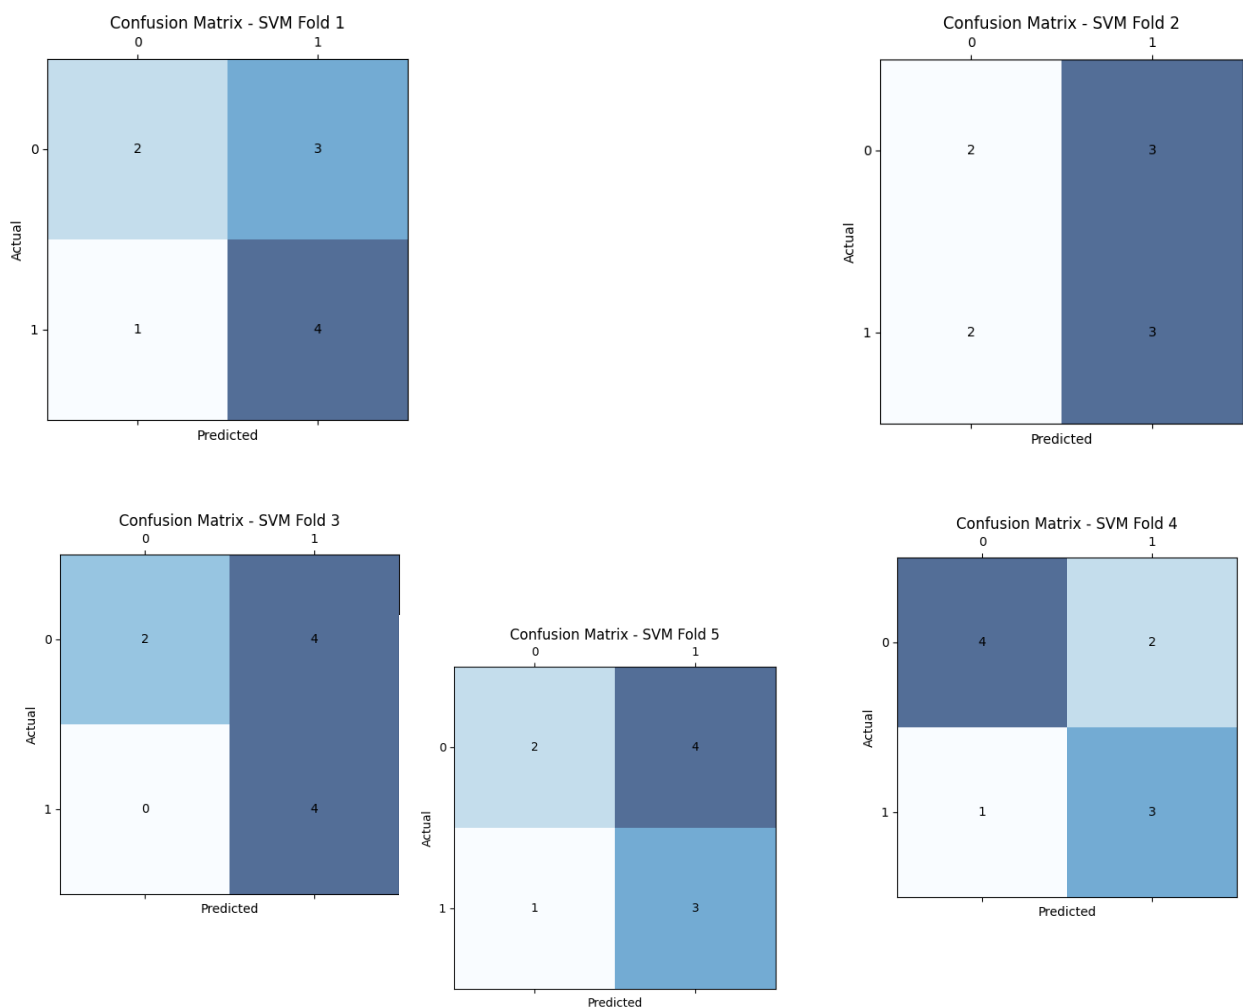 Confusion Matrix - SVM Fold 1
0 1
0 2 3
Actual
1 1 4
Predicted
Confusion Matrix - SVM Fold 2
0 1
0 2 3
Actual
1 2 3
Predicted
Confusion Matrix - SVM Fold 3
0 1
0 2 4
Actual
1 0 4
Predicted
Confusion Matrix - SVM Fold 5
0 1
0 2 4
Actual
1 1 3
Predicted
Confusion Matrix - SVM Fold 4
0 1
0 4 2
Actual
1 1 3
Predicted